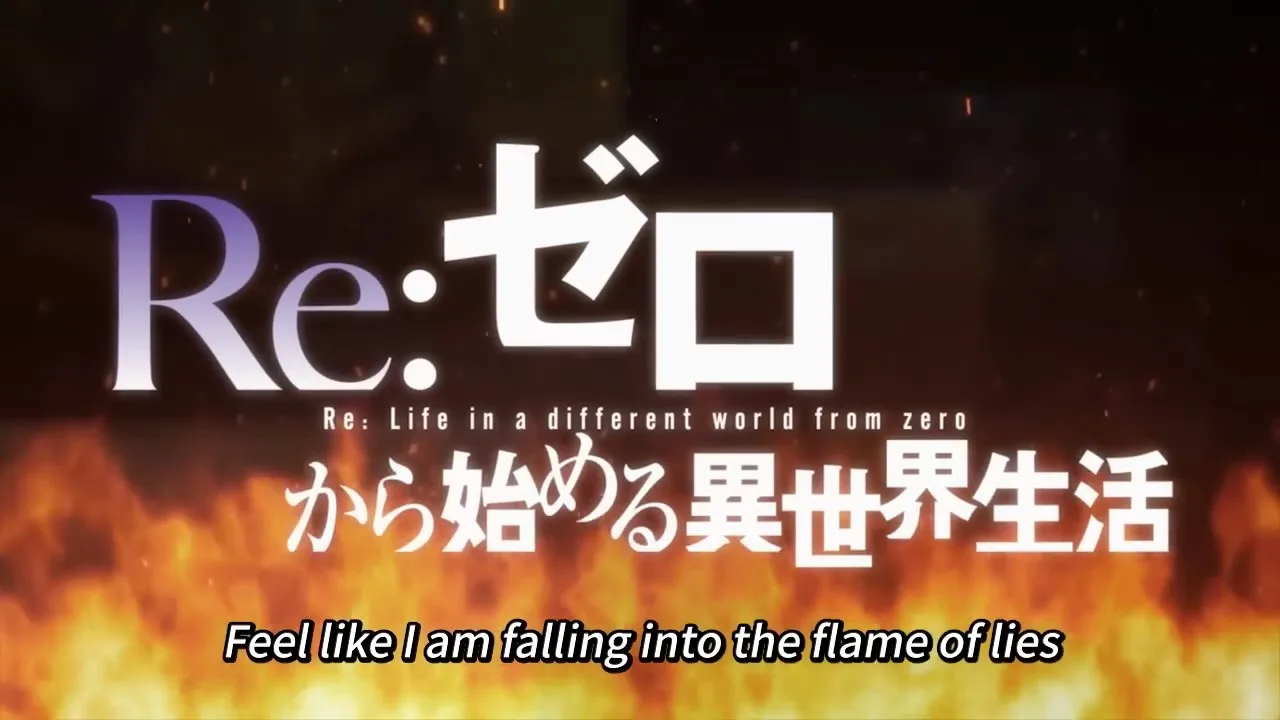 Re:ゼロ
Re: Life in a different world from zero
から始める異世界生活
Feel like I am falling into the flame of lies